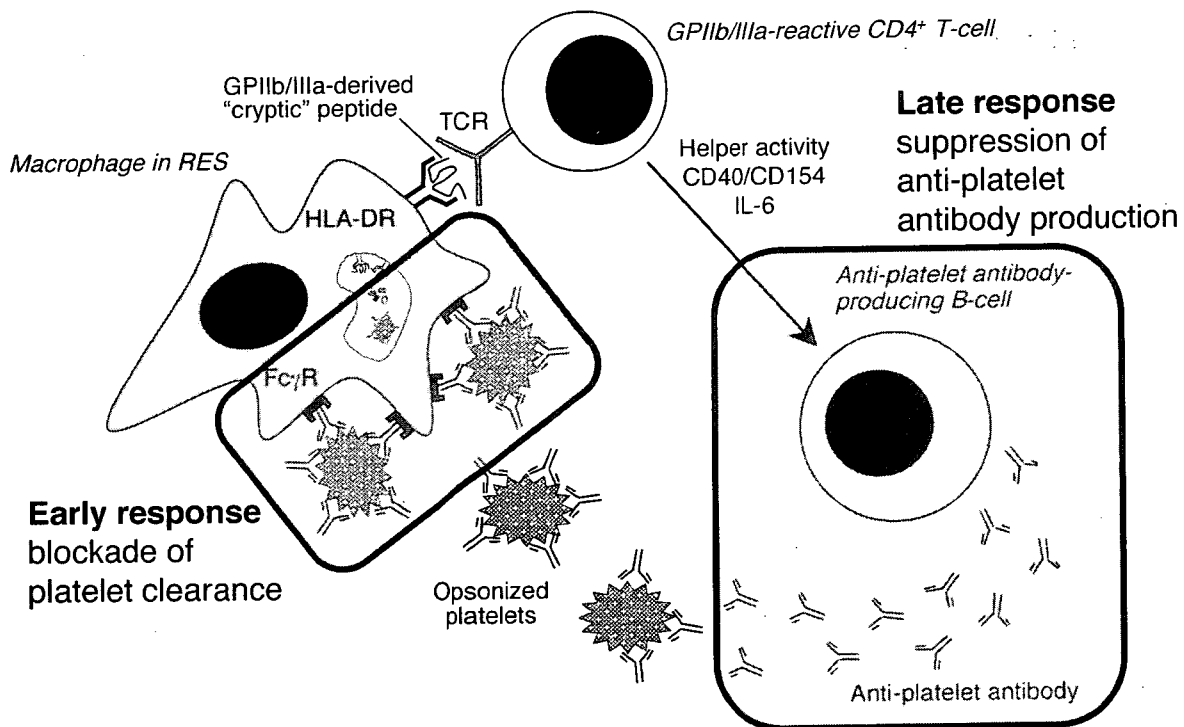 GPIIb/IIIa-reactive CD4+ T-cell
GPIIb/IIIa-derived
"cryptic" peptide
TCR
Macrophage in RES
HLA-DR
Helper activity
CD40/CD154
IL-6
Late response
suppression of
anti-platelet
antibody production
Anti-platelet antibody-
producing B-cell
FcγR
Early response
blockade of
platelet clearance
Opsonized
platelets
Anti-platelet antibody